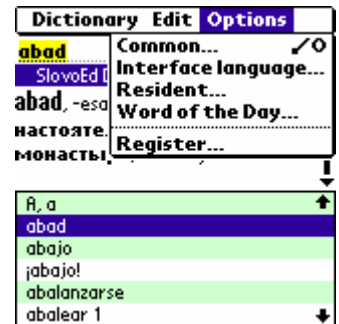 Dictionary Edit Options
abad
Common... /O
SlovoEd
Interface language...
abad, -esa
Resident...
Word of the Day...
настояте
монасты
Register...
A, a
abad
abajo
¡abajo!
abalanzarse
abalear 1